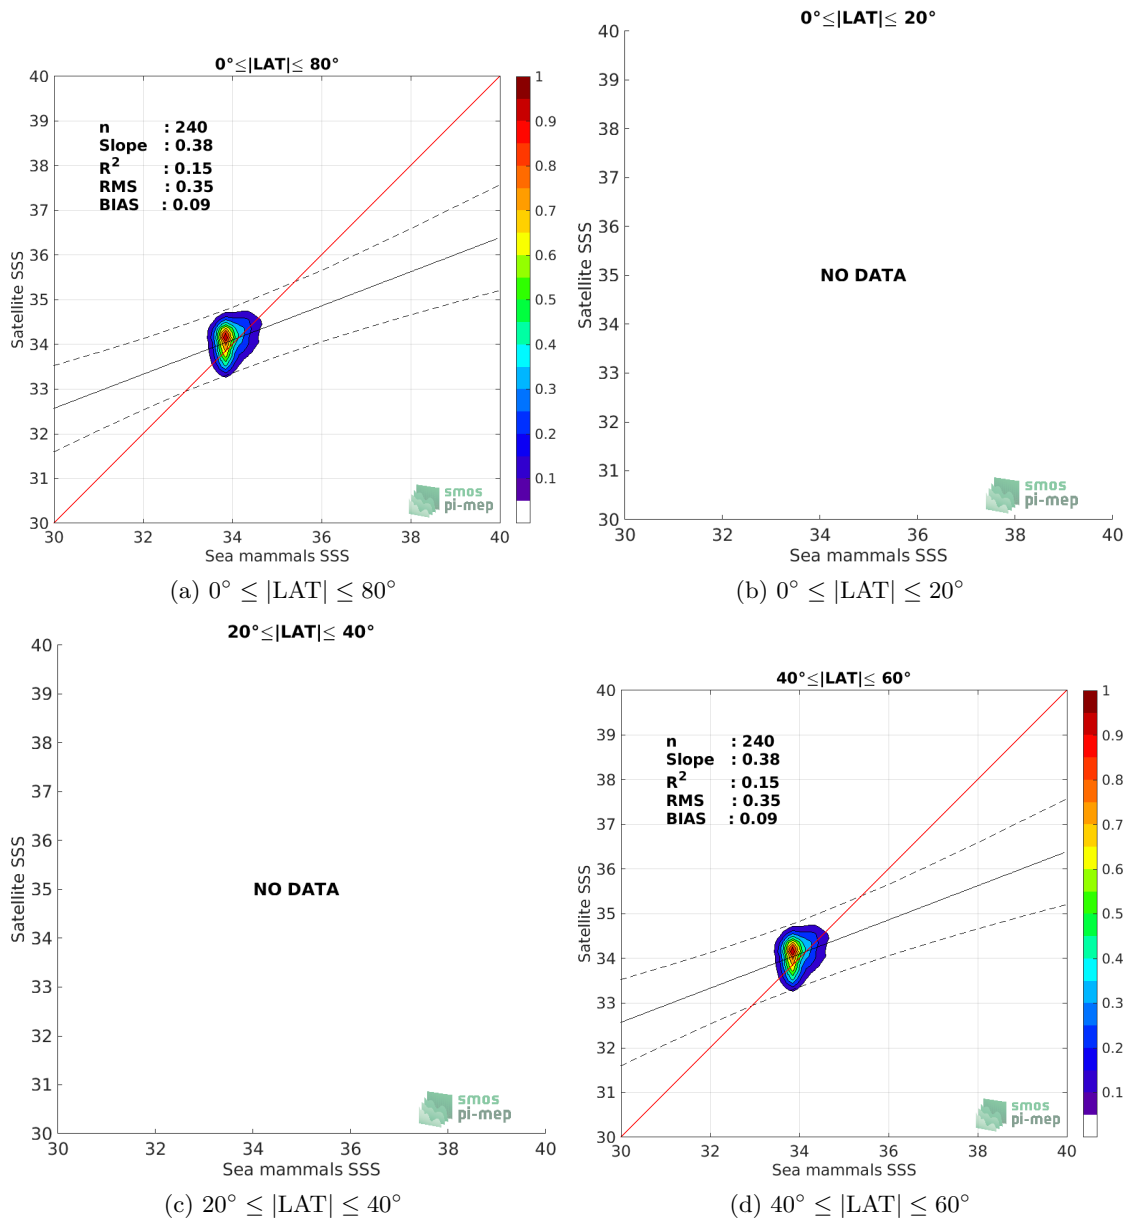 0°≤|LAT|≤ 80°
40
39
38
37
36
35
34
33
32
31
30
Satellite SSS
n : 240
Slope : 0.38
R2 : 0.15
RMS : 0.35
BIAS : 0.09
1
0.9
0.8
0.7
0.6
0.5
0.4
0.3
0.2
0.1
smos
pi-mep
30 32 34 36 38 40
Sea mammals SSS
(a) 0° ≤ |LAT| ≤ 80°
0°≤|LAT|≤ 20°
40
39
38
37
36
35
34
33
32
31
30
Satellite SSS
NO DATA
smos
pi-mep
30 32 34 36 38 40
Sea mammals SSS
(b) 0° ≤ |LAT| ≤ 20°
20°≤|LAT|≤ 40°
40
39
38
37
36
35
34
33
32
31
30
Satellite SSS
NO DATA
smos
pi-mep
30 32 34 36 38 40
Sea mammals SSS
(c) 20° ≤ |LAT| ≤ 40°
40°≤|LAT|≤ 60°
40
39
38
37
36
35
34
33
32
31
30
Satellite SSS
n : 240
Slope : 0.38
R2 : 0.15
RMS : 0.35
BIAS : 0.09
1
0.9
0.8
0.7
0.6
0.5
0.4
0.3
0.2
0.1
smos
pi-mep
30 32 34 36 38 40
Sea mammals SSS
(d) 40° ≤ |LAT| ≤ 60°